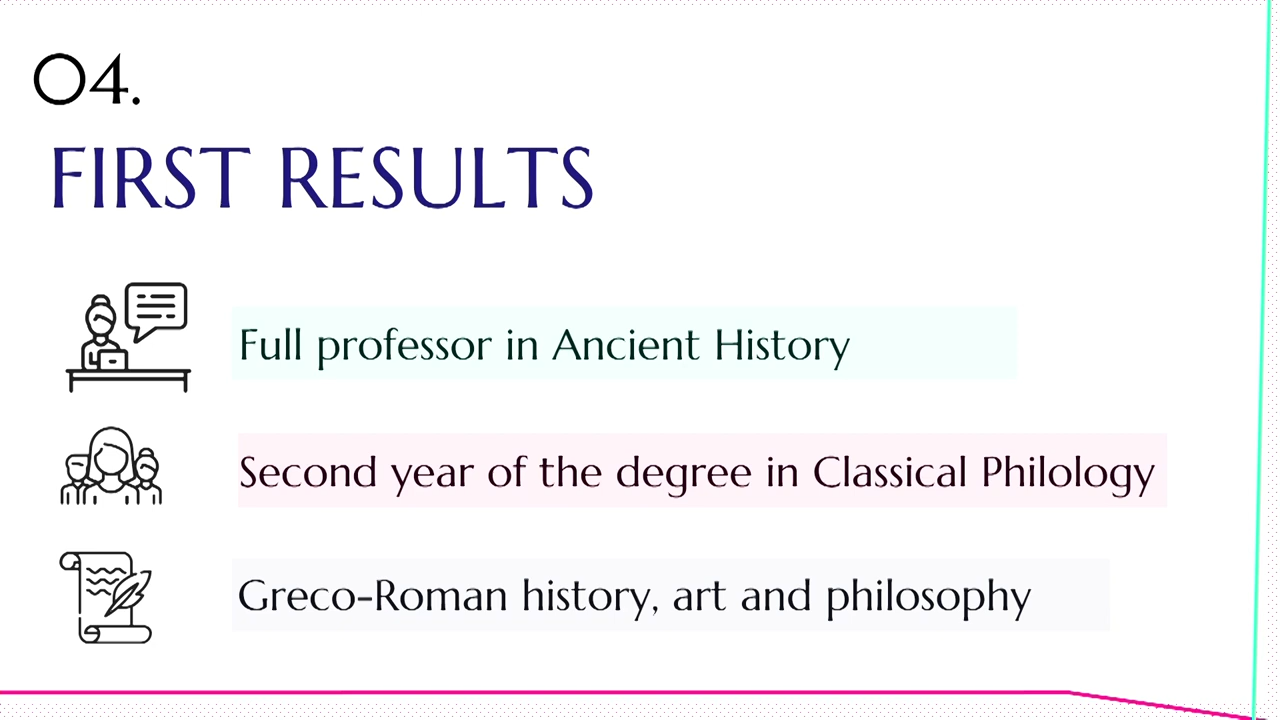 04.
FIRST RESULTS
Full professor in Ancient History
Second year of the degree in Classical Philology
Greco-Roman history, art and philosophy